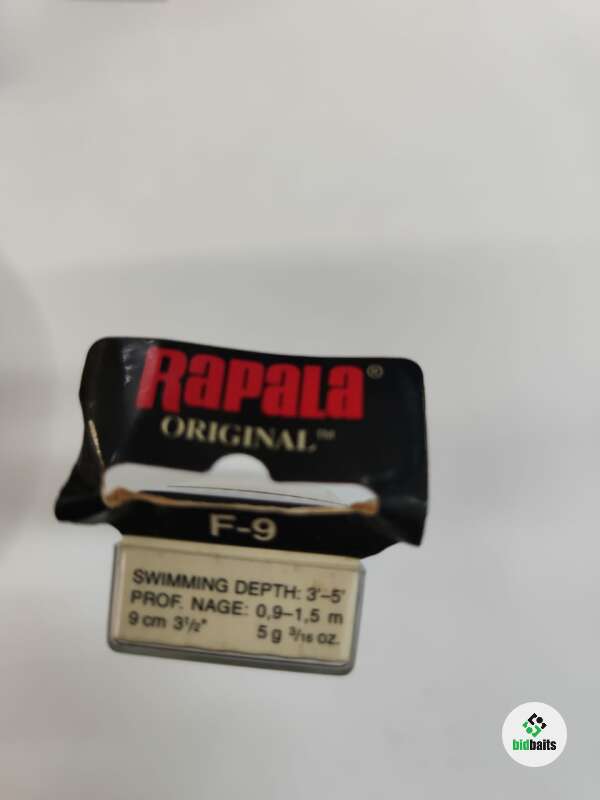 RAPALA®
ORIGINAL™
F-9
SWIMMING DEPTH: 3'–5'
PROF. NAGE: 0,9–1,5 m
9 cm 3½" 5 g 3/16 oz.
bidbaits